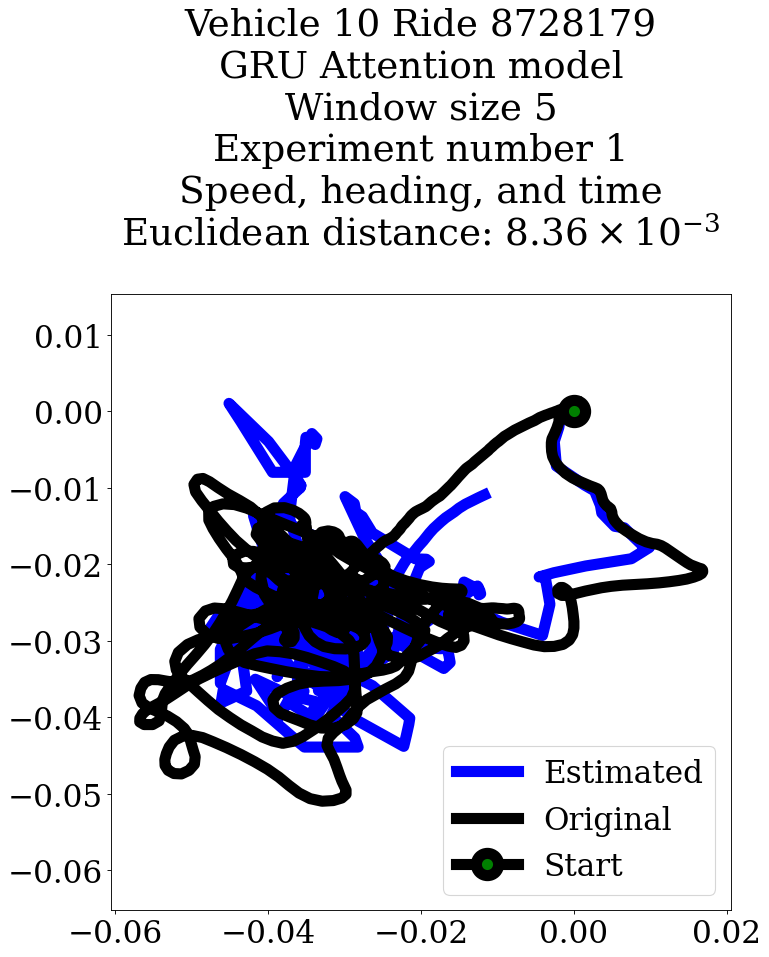 Vehicle 10 Ride 8728179
GRU Attention model
Window size 5
Experiment number 1
Speed, heading, and time
Euclidean distance: 8.36 × 10⁻³
0.01
0.00
−0.01
−0.02
−0.03
−0.04
−0.05
−0.06
Estimated
Original
Start
−0.06 −0.04 −0.02 0.00 0.02